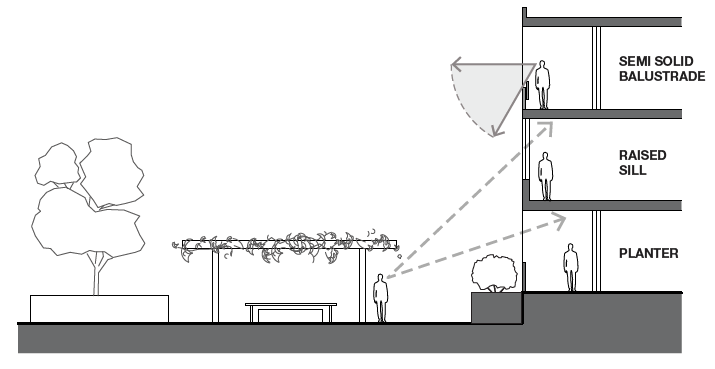 SEMI SOLID
BALUSTRADE
RAISED
SILL
PLANTER